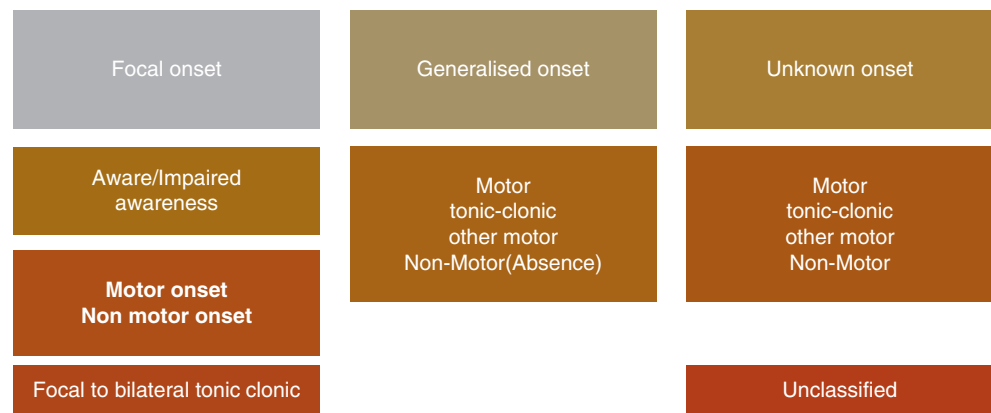 Focal onset
Generalised onset
Unknown onset
Aware/Impaired
awareness
Motor onset
Non motor onset
Focal to bilateral tonic clonic
Motor
tonic-clonic
other motor
Non-Motor(Absence)
Motor
tonic-clonic
other motor
Non-Motor
Unclassified